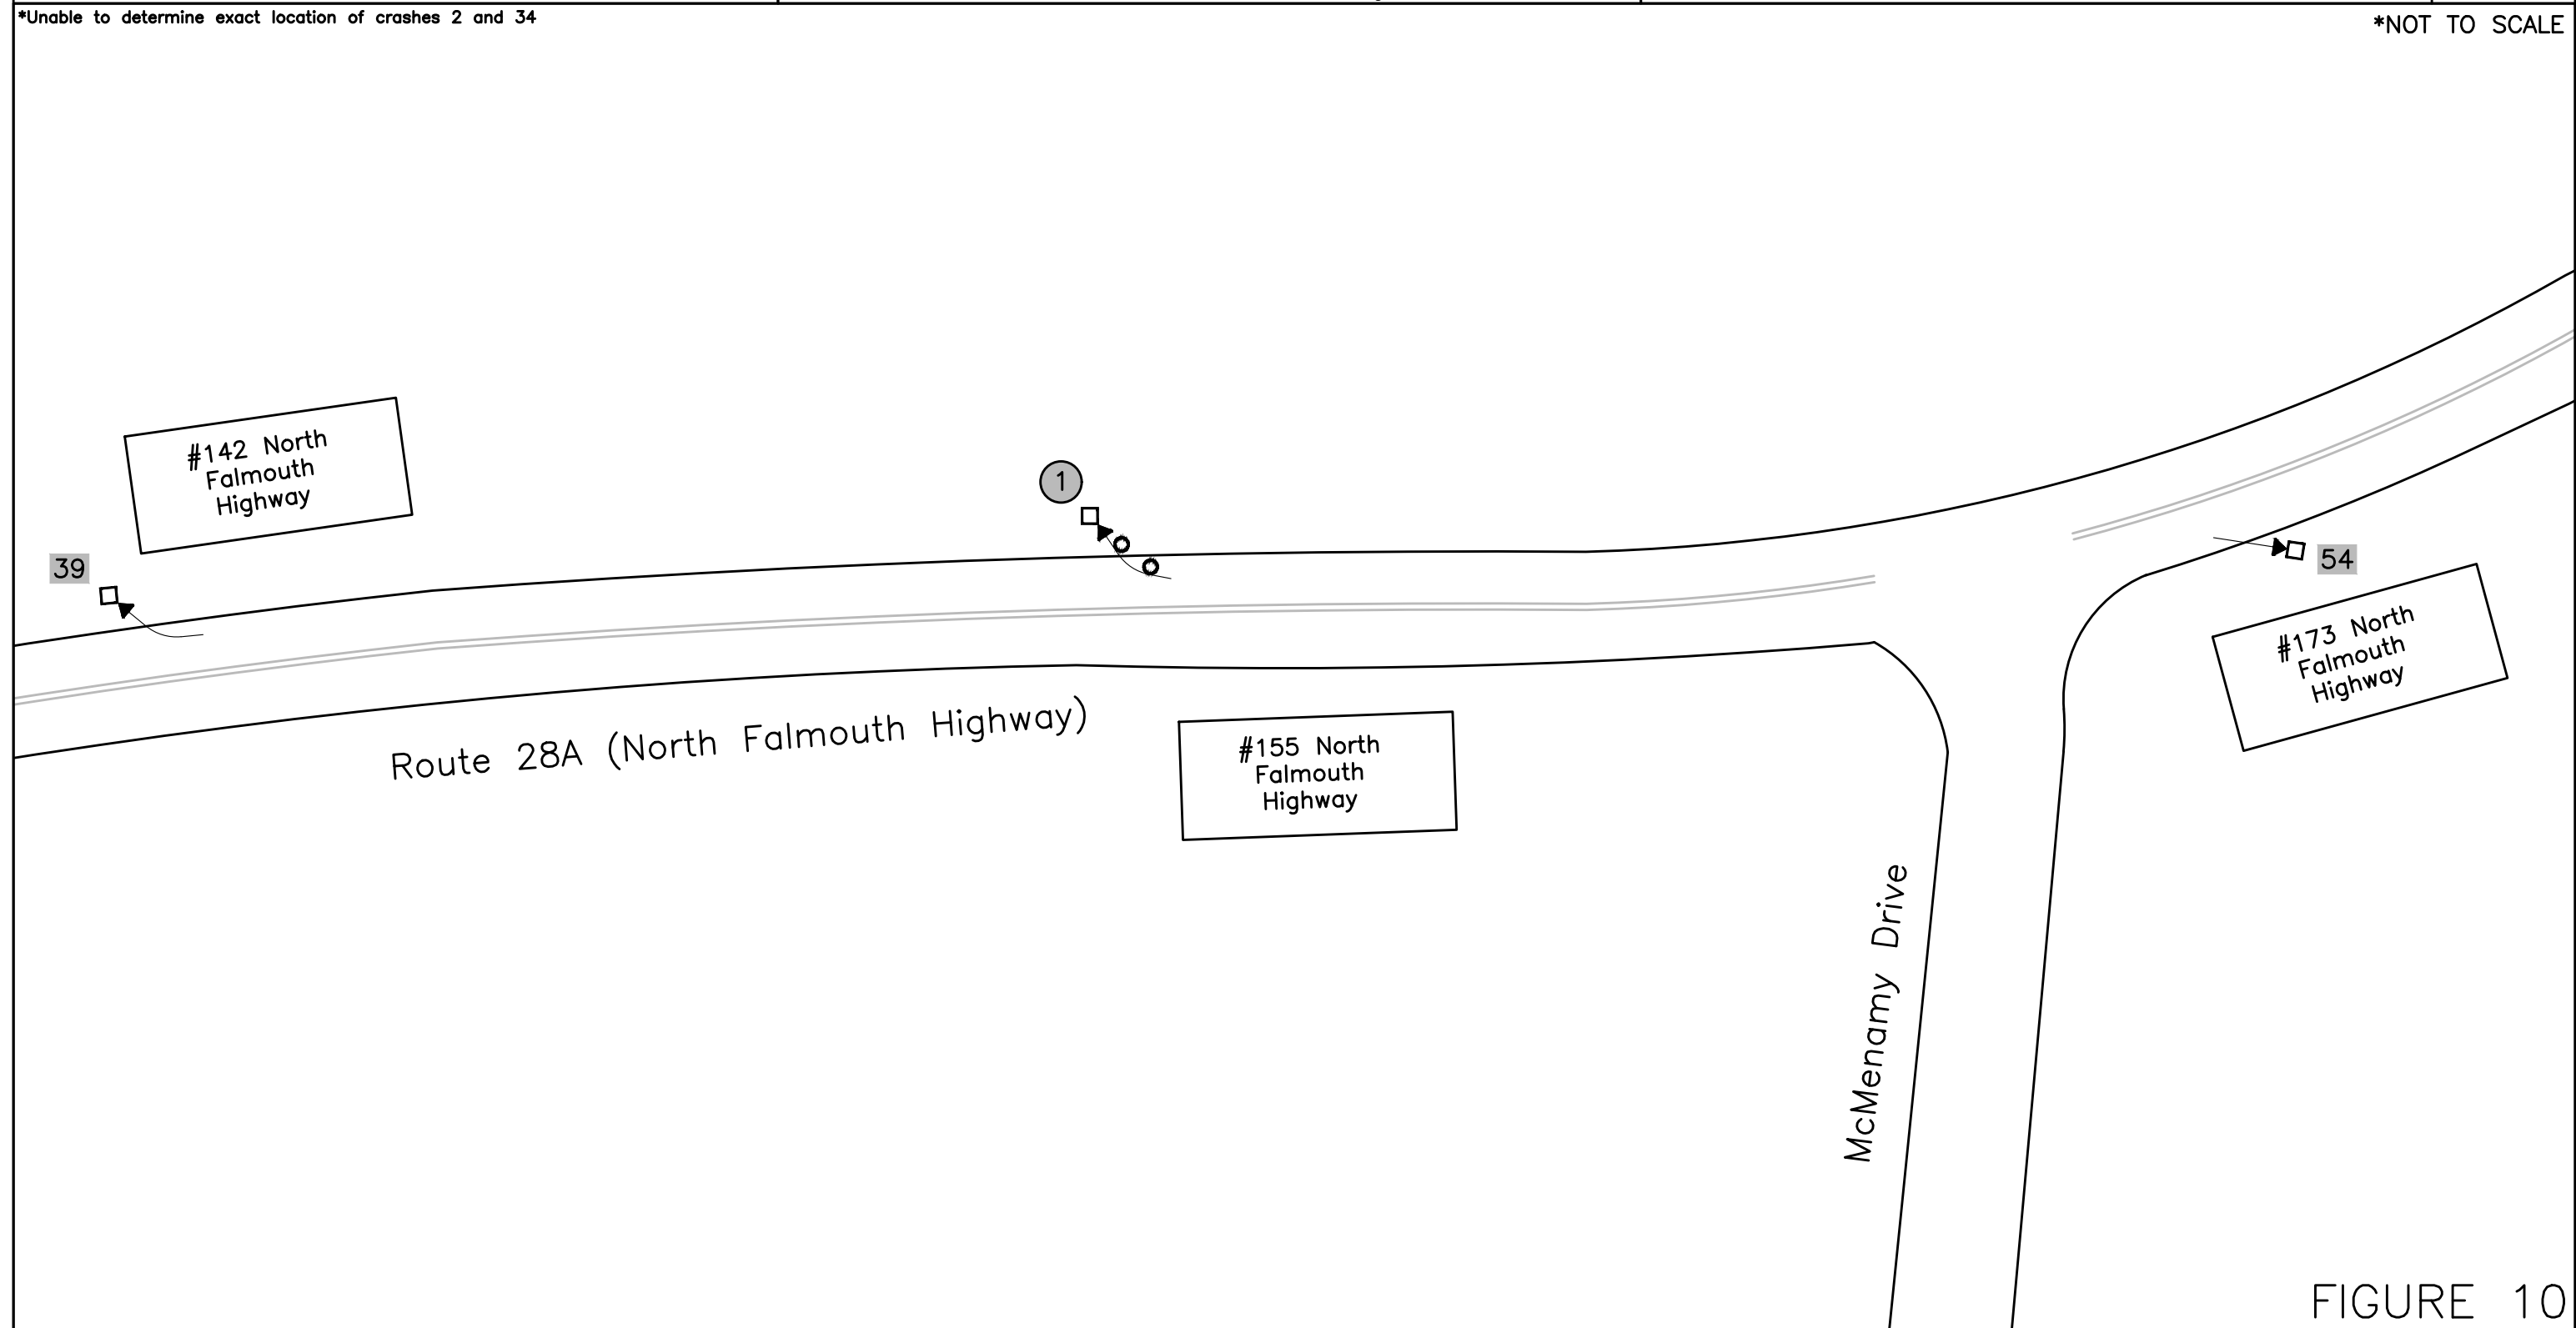 *Unable to determine exact location of crashes 2 and 34
*NOT TO SCALE
#142 North
Falmouth
Highway
39
1
54
#173 North
Falmouth
Highway
Route 28A (North Falmouth Highway)
#155 North
Falmouth
Highway
McMenamy Drive
FIGURE 10